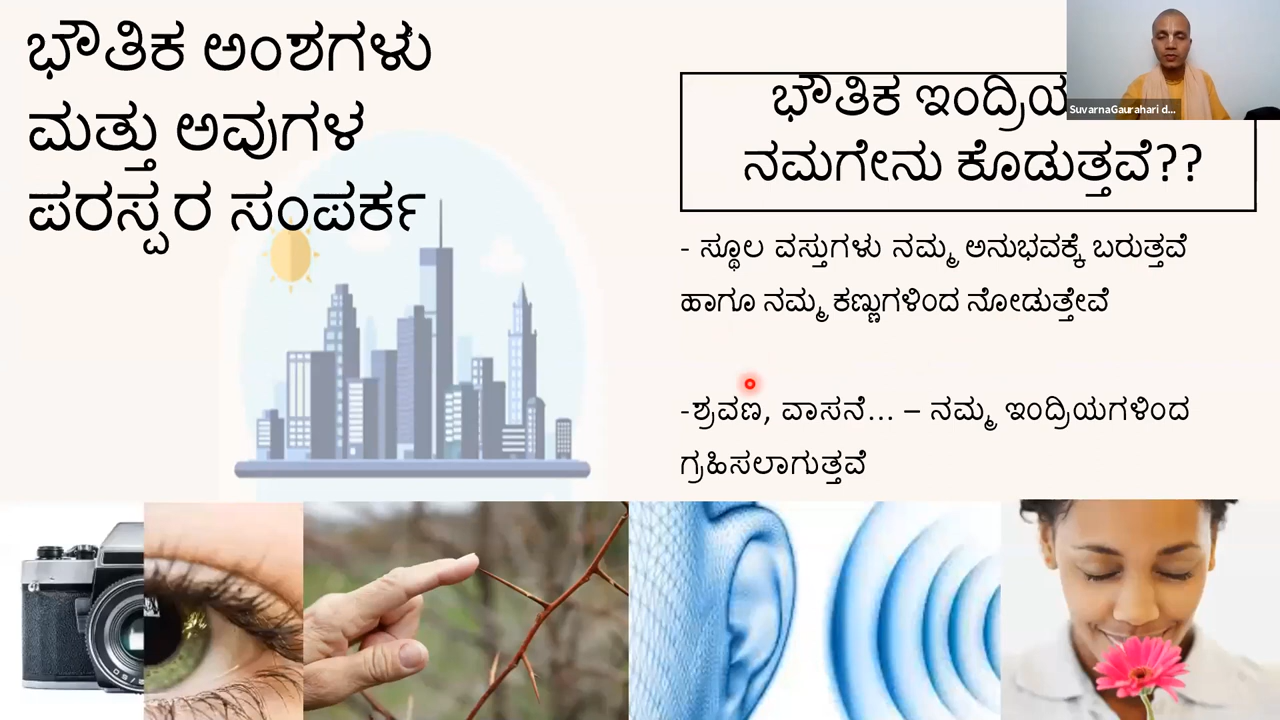 ಭೌತಿಕ ಅಂಶಗಳು
ಮತ್ತು ಅವುಗಳ
ಪರಸ್ಪರ ಸಂಪರ್ಕ
ಭೌತಿಕ
ನಮಗೇನು ಕೊಡುತ್ತವೆ??
- ಸ್ಥೂಲ ವಸ್ತುಗಳು ನಮ್ಮ ಅನುಭವಕ್ಕೆ ಬರುತ್ತವೆ
ಹಾಗೂ ನಮ್ಮ ಕಣ್ಣುಗಳಿಂದ ನೋಡುತ್ತೇವೆ
-ಶ್ರವಣ, ವಾಸನೆ... – ನಮ್ಮ ಇಂದ್ರಿಯಗಳಿಂದ
ಗ್ರಹಿಸಲಾಗುತ್ತವೆ
SuvarnaGaurahari d...